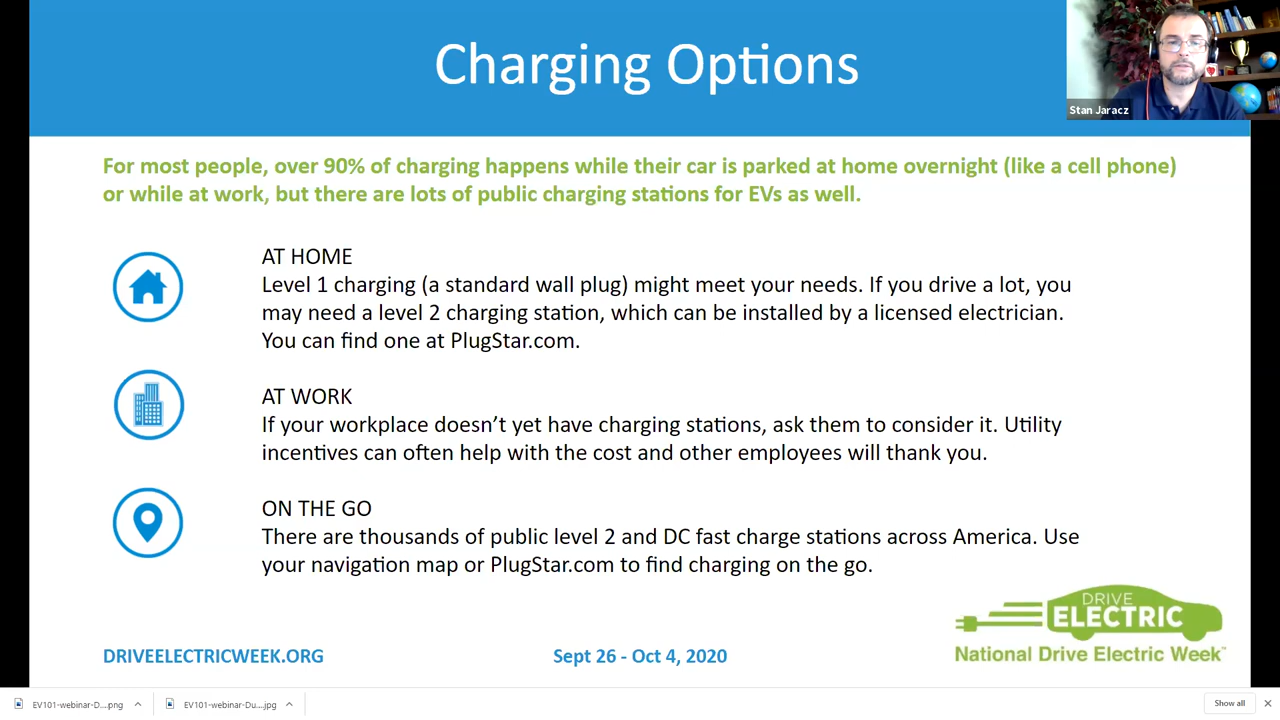 Charging Options
Stan Jaracz
For most people, over 90% of charging happens while their car is parked at home overnight (like a cell phone)
or while at work, but there are lots of public charging stations for EVs as well.
AT HOME
Level 1 charging (a standard wall plug) might meet your needs. If you drive a lot, you
may need a level 2 charging station, which can be installed by a licensed electrician.
You can find one at PlugStar.com.
AT WORK
If your workplace doesn’t yet have charging stations, ask them to consider it. Utility
incentives can often help with the cost and other employees will thank you.
ON THE GO
There are thousands of public level 2 and DC fast charge stations across America. Use
your navigation map or PlugStar.com to find charging on the go.
DRIVE
ELECTRIC
National Drive Electric Week™
DRIVEELECTRICWEEK.ORG
Sept 26 - Oct 4, 2020
EV101-webinar-D....png
EV101-webinar-Du....jpg
Show all